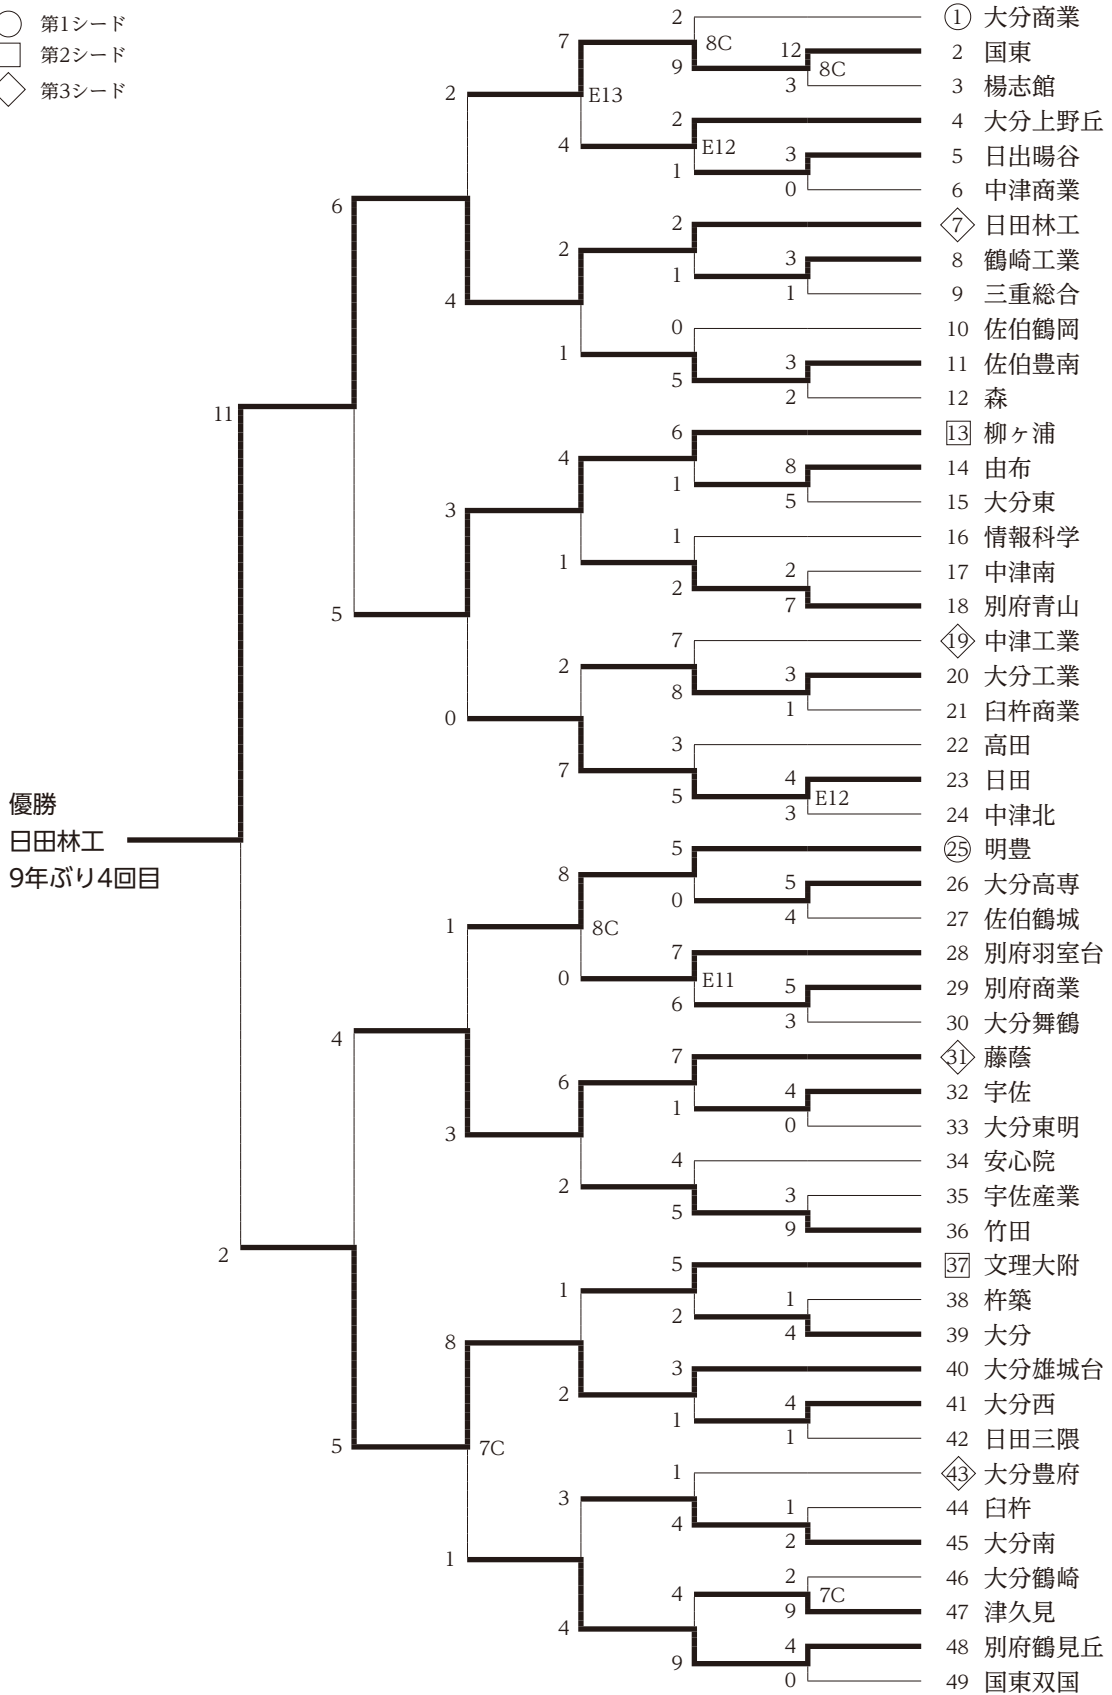 第1シード
第2シード
第3シード
優勝
日田林工
9年ぶり4回目
1 大分商業
2 国東
3 楊志館
4 大分上野丘
5 日出暘谷
6 中津商業
7 日田林工
8 鶴崎工業
9 三重総合
10 佐伯鶴岡
11 佐伯豊南
12 森
13 柳ヶ浦
14 由布
15 大分東
16 情報科学
17 中津南
18 別府青山
19 中津工業
20 大分工業
21 臼杵商業
22 高田
23 日田
24 中津北
25 明豊
26 大分高専
27 佐伯鶴城
28 別府羽室台
29 別府商業
30 大分舞鶴
31 藤蔭
32 宇佐
33 大分東明
34 安心院
35 宇佐産業
36 竹田
37 文理大附
38 杵築
39 大分
40 大分雄城台
41 大分西
42 日田三隈
43 大分豊府
44 臼杵
45 大分南
46 大分鶴崎
47 津久見
48 別府鶴見丘
49 国東双国
12
8C
3
3
0
3
1
3
2
8
5
2
7
3
1
4
E12
3
5
4
5
3
4
0
3
9
1
4
4
1
1
2
2
7C
9
4
0
2
8C
9
2
E12
1
2
1
0
5
6
1
1
2
7
8
3
5
5
0
7
E11
6
7
1
4
5
5
2
3
1
1
4
4
9
7
E13
4
2
1
4
1
2
7
8
8C
0
6
2
1
2
3
4
2
4
3
0
1
3
8
7C
1
6
5
4
5
11
2